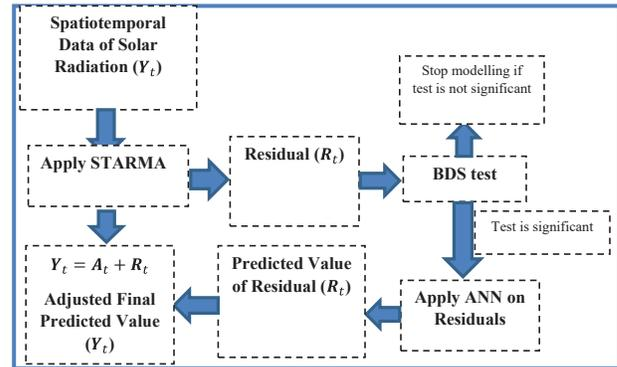 Spatiotemporal
Data of Solar
Radiation (Y_t)
Stop modelling if
test is not significant
Apply STARMA
Residual (R_t)
BDS test
Test is significant
Y_t = A_t + R_t
Adjusted Final
Predicted Value
(Y_t)
Predicted Value
of Residual (R_t)
Apply ANN on
Residuals